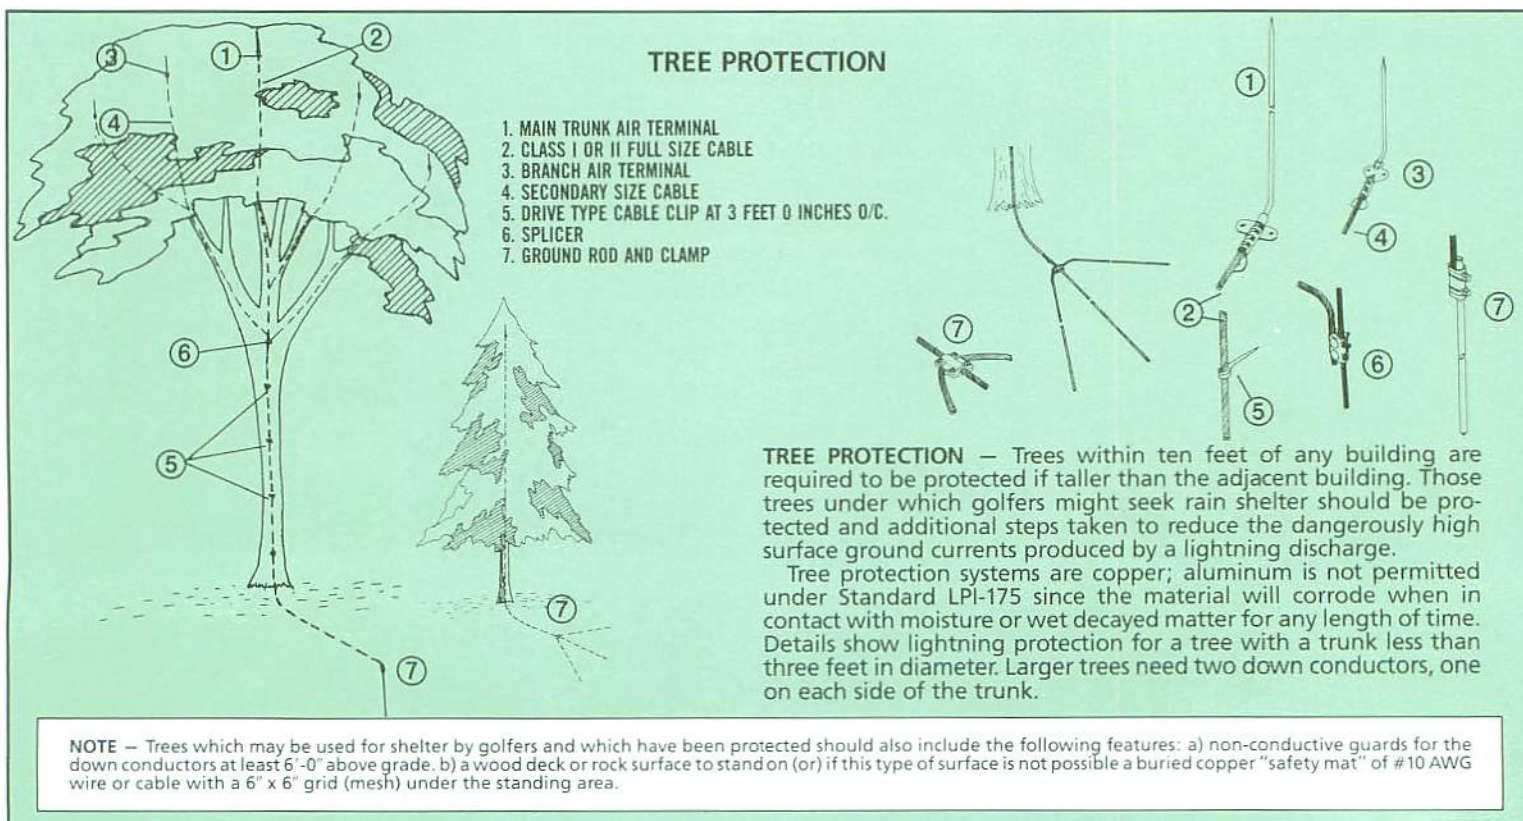 TREE PROTECTION
1. MAIN TRUNK AIR TERMINAL
2. CLASS I OR II FULL SIZE CABLE
3. BRANCH AIR TERMINAL
4. SECONDARY SIZE CABLE
5. DRIVE TYPE CABLE CLIP AT 3 FEET 0 INCHES O/C.
6. SPLICER
7. GROUND ROD AND CLAMP
1
2
3
4
6
5
7
7
7
1
3
4
2
5
6
7
TREE PROTECTION — Trees within ten feet of any building are
required to be protected if taller than the adjacent building. Those
trees under which golfers might seek rain shelter should be pro-
tected and additional steps taken to reduce the dangerously high
surface ground currents produced by a lightning discharge.
Tree protection systems are copper; aluminum is not permitted
under Standard LPI-175 since the material will corrode when in
contact with moisture or wet decayed matter for any length of time.
Details show lightning protection for a tree with a trunk less than
three feet in diameter. Larger trees need two down conductors, one
on each side of the trunk.
NOTE — Trees which may be used for shelter by golfers and which have been protected should also include the following features: a) non-conductive guards for the
down conductors at least 6'-0" above grade. b) a wood deck or rock surface to stand on (or) if this type of surface is not possible a buried copper "safety mat" of #10 AWG
wire or cable with a 6" x 6" grid (mesh) under the standing area.